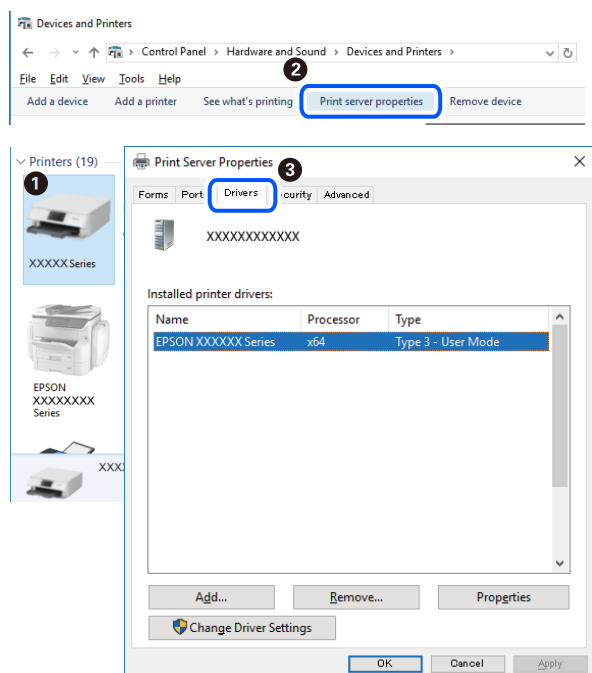 Devices and Printers
Control Panel > Hardware and Sound > Devices and Printers >
2
File Edit View Tools Help
Add a device Add a printer See what's printing Print server properties Remove device
Printers (19)
1
XXXXX Series
EPSON
XXXXXXXX
Series
XXX
Print Server Properties
3
Forms Port Drivers curity Advanced
XXXXXXXXXXXX
Installed printer drivers:
Name Processor Type
EPSON XXXXXX Series x64 Type 3 - User Mode
Add... Remove... Properties
Change Driver Settings
OK Cancel Apply